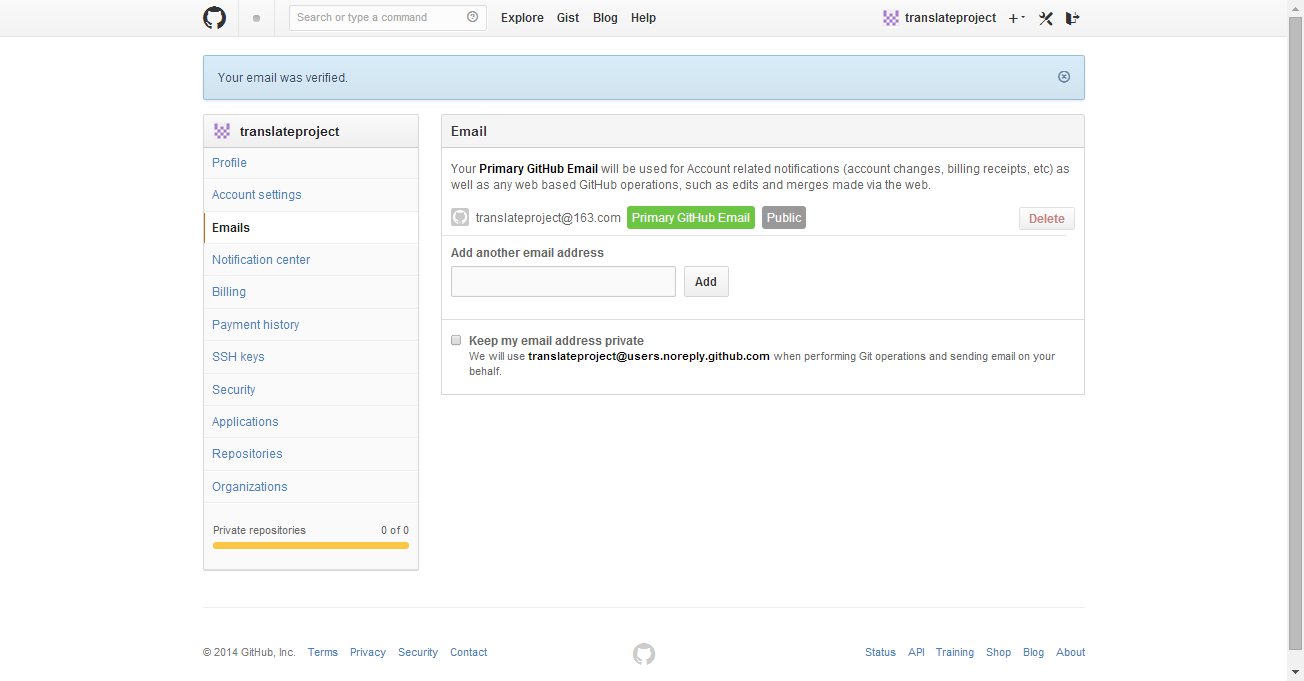 Search or type a command
Explore Gist Blog Help
translateproject
Your email was verified.
translateproject
Profile
Account settings
Emails
Notification center
Billing
Payment history
SSH keys
Security
Applications
Repositories
Organizations
Private repositories 0 of 0
Email
Your Primary GitHub Email will be used for Account related notifications (account changes, billing receipts, etc) as
well as any web based GitHub operations, such as edits and merges made via the web.
translateproject@163.com Primary GitHub Email Public Delete
Add another email address
Add
Keep my email address private
We will use translateproject@users.noreply.github.com when performing Git operations and sending email on your
behalf.
© 2014 GitHub, Inc. Terms Privacy Security Contact
Status API Training Shop Blog About